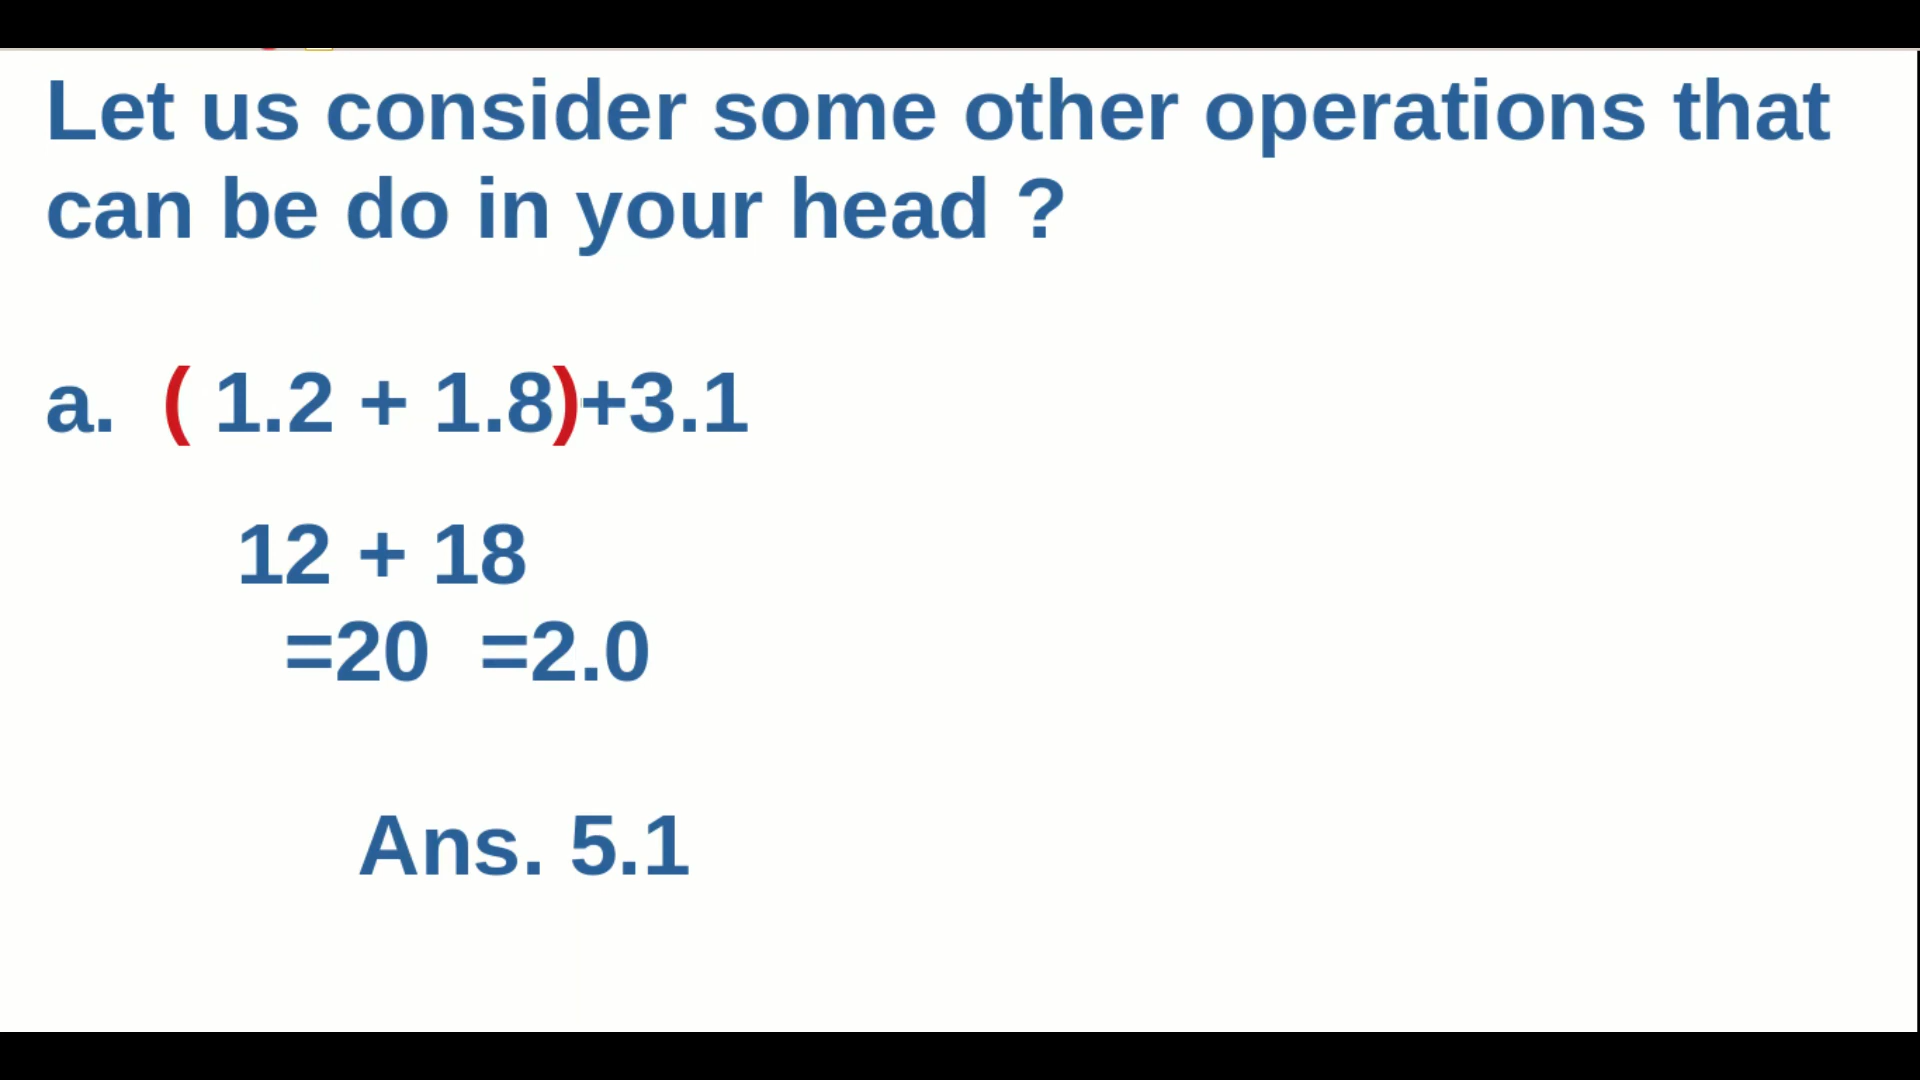 Let us consider some other operations that
can be do in your head ?
a. ( 1.2 + 1.8)+3.1
12 + 18
=20 =2.0
Ans. 5.1